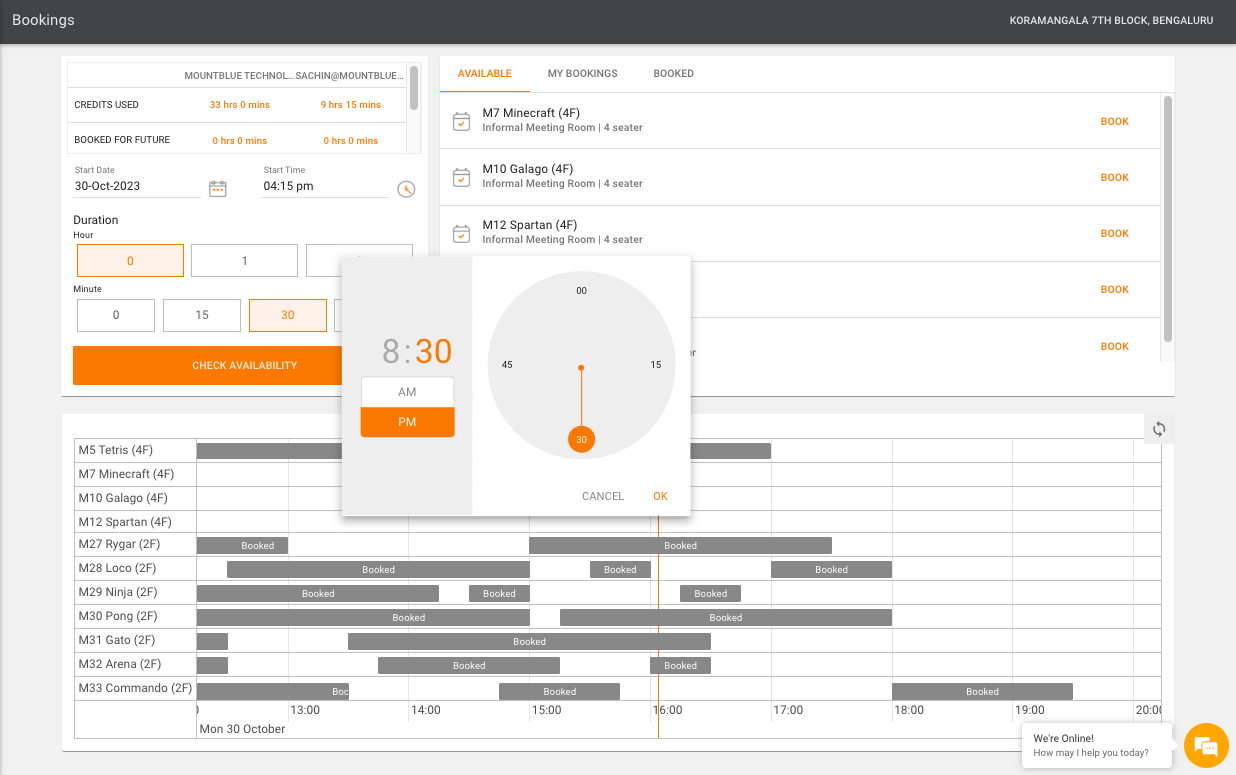 Bookings
KORAMANGALA 7TH BLOCK, BENGALURU
MOUNTBLUE TECHNOL... SACHIN@MOUNTBLUE...
CREDITS USED 33 hrs 0 mins 9 hrs 15 mins
BOOKED FOR FUTURE 0 hrs 0 mins 0 hrs 0 mins
Start Date Start Time
30-Oct-2023 04:15 pm
Duration
Hour
0 1
Minute
0 15 30
CHECK AVAILABILITY
AVAILABLE MY BOOKINGS BOOKED
M7 Minecraft (4F)
Informal Meeting Room | 4 seater
BOOK
M10 Galago (4F)
Informal Meeting Room | 4 seater
BOOK
M12 Spartan (4F)
Informal Meeting Room | 4 seater
BOOK
BOOK
BOOK
8:30
AM
PM
00
45 15
30
CANCEL OK
M5 Tetris (4F)
M7 Minecraft (4F)
M10 Galago (4F)
M12 Spartan (4F)
M27 Rygar (2F) Booked Booked
M28 Loco (2F) Booked Booked Booked
M29 Ninja (2F) Booked Booked Booked
M30 Pong (2F) Booked Booked
M31 Gato (2F) Booked
M32 Arena (2F) Booked Booked
M33 Commando (2F) Boc Booked Booked
13:00 14:00 15:00 16:00 17:00 18:00 19:00 20:00
Mon 30 October
We're Online!
How may I help you today?